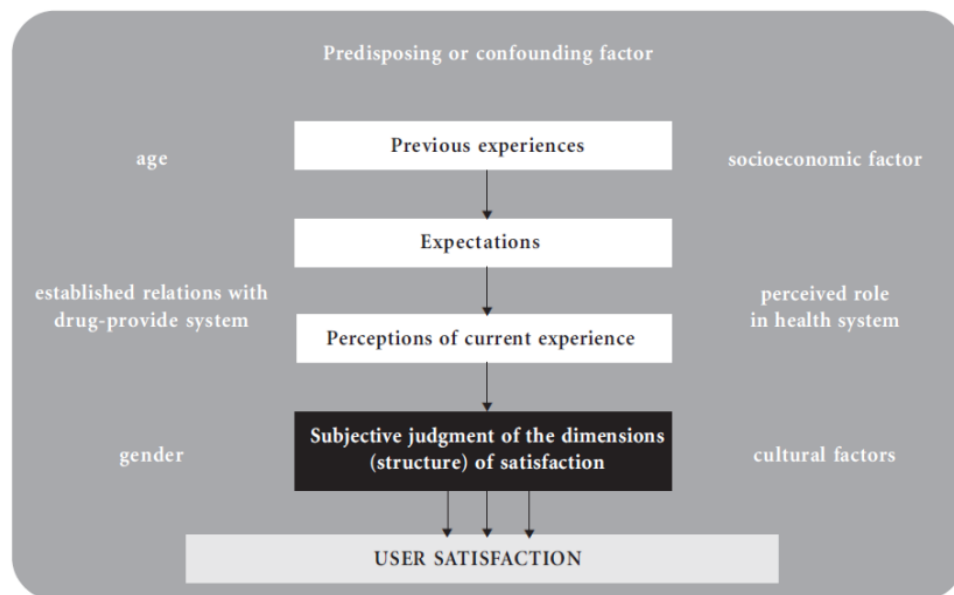 Predisposing or confounding factor
Previous experiences
age
socioeconomic factor
Expectations
established relations with
drug-provide system
perceived role
in health system
Perceptions of current experience
Subjective judgment of the dimensions
(structure) of satisfaction
gender
cultural factors
USER SATISFACTION